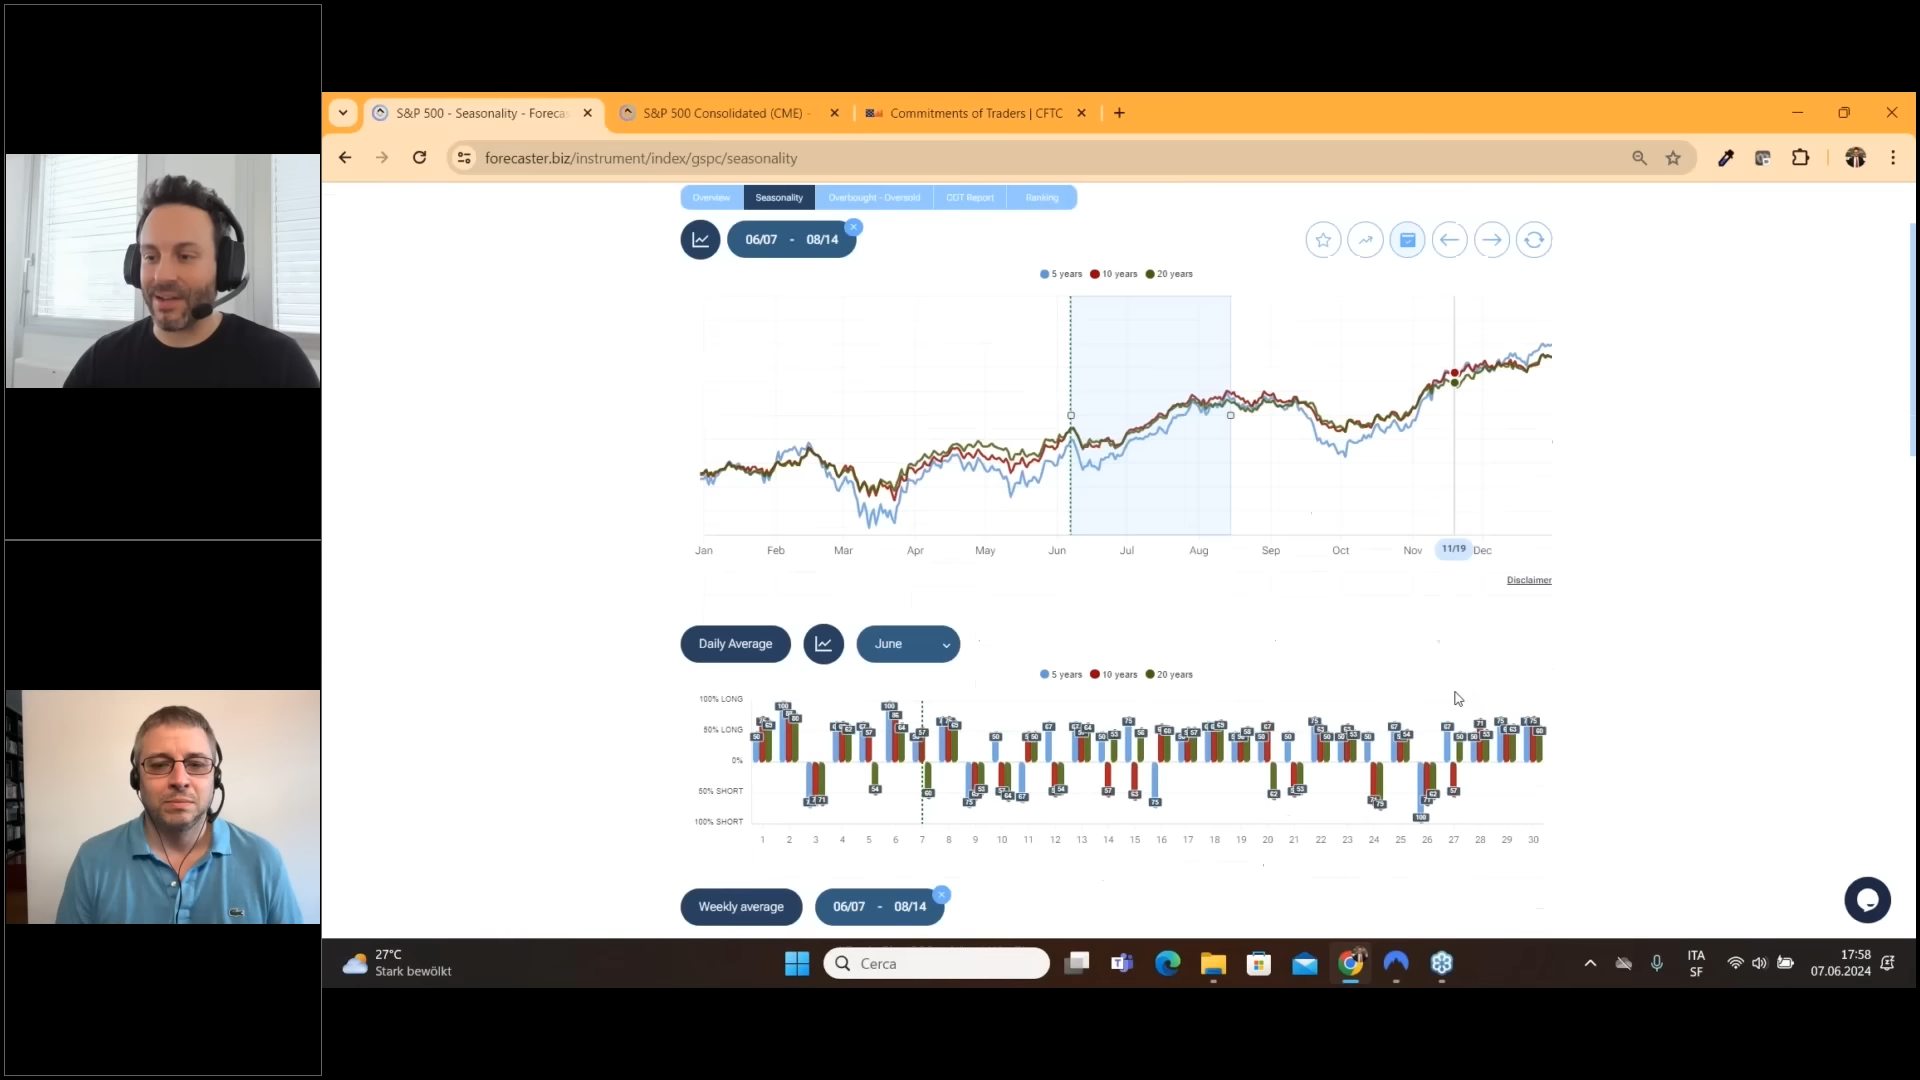 S&P 500 - Seasonality - Foreca
S&P 500 Consolidated (CME) -
Commitments of Traders | CFTC
forecaster.biz/instrument/index/gspc/seasonality
Overview
Seasonality
Overbought - Oversold
COT Report
Ranking
06/07 - 08/14
5 years 10 years 20 years
Jan Feb Mar Apr May Jun Jul Aug Sep Oct Nov 11/19 Dec
Disclaimer
Daily Average
June
5 years 10 years 20 years
100% LONG
50% LONG
0%
50% SHORT
100% SHORT
1 2 3 4 5 6 7 8 9 10 11 12 13 14 15 16 17 18 19 20 21 22 23 24 25 26 27 28 29 30
Weekly average
06/07 - 08/14
27°C
Stark bewölkt
Cerca
ITA
SF
17:58
07.06.2024